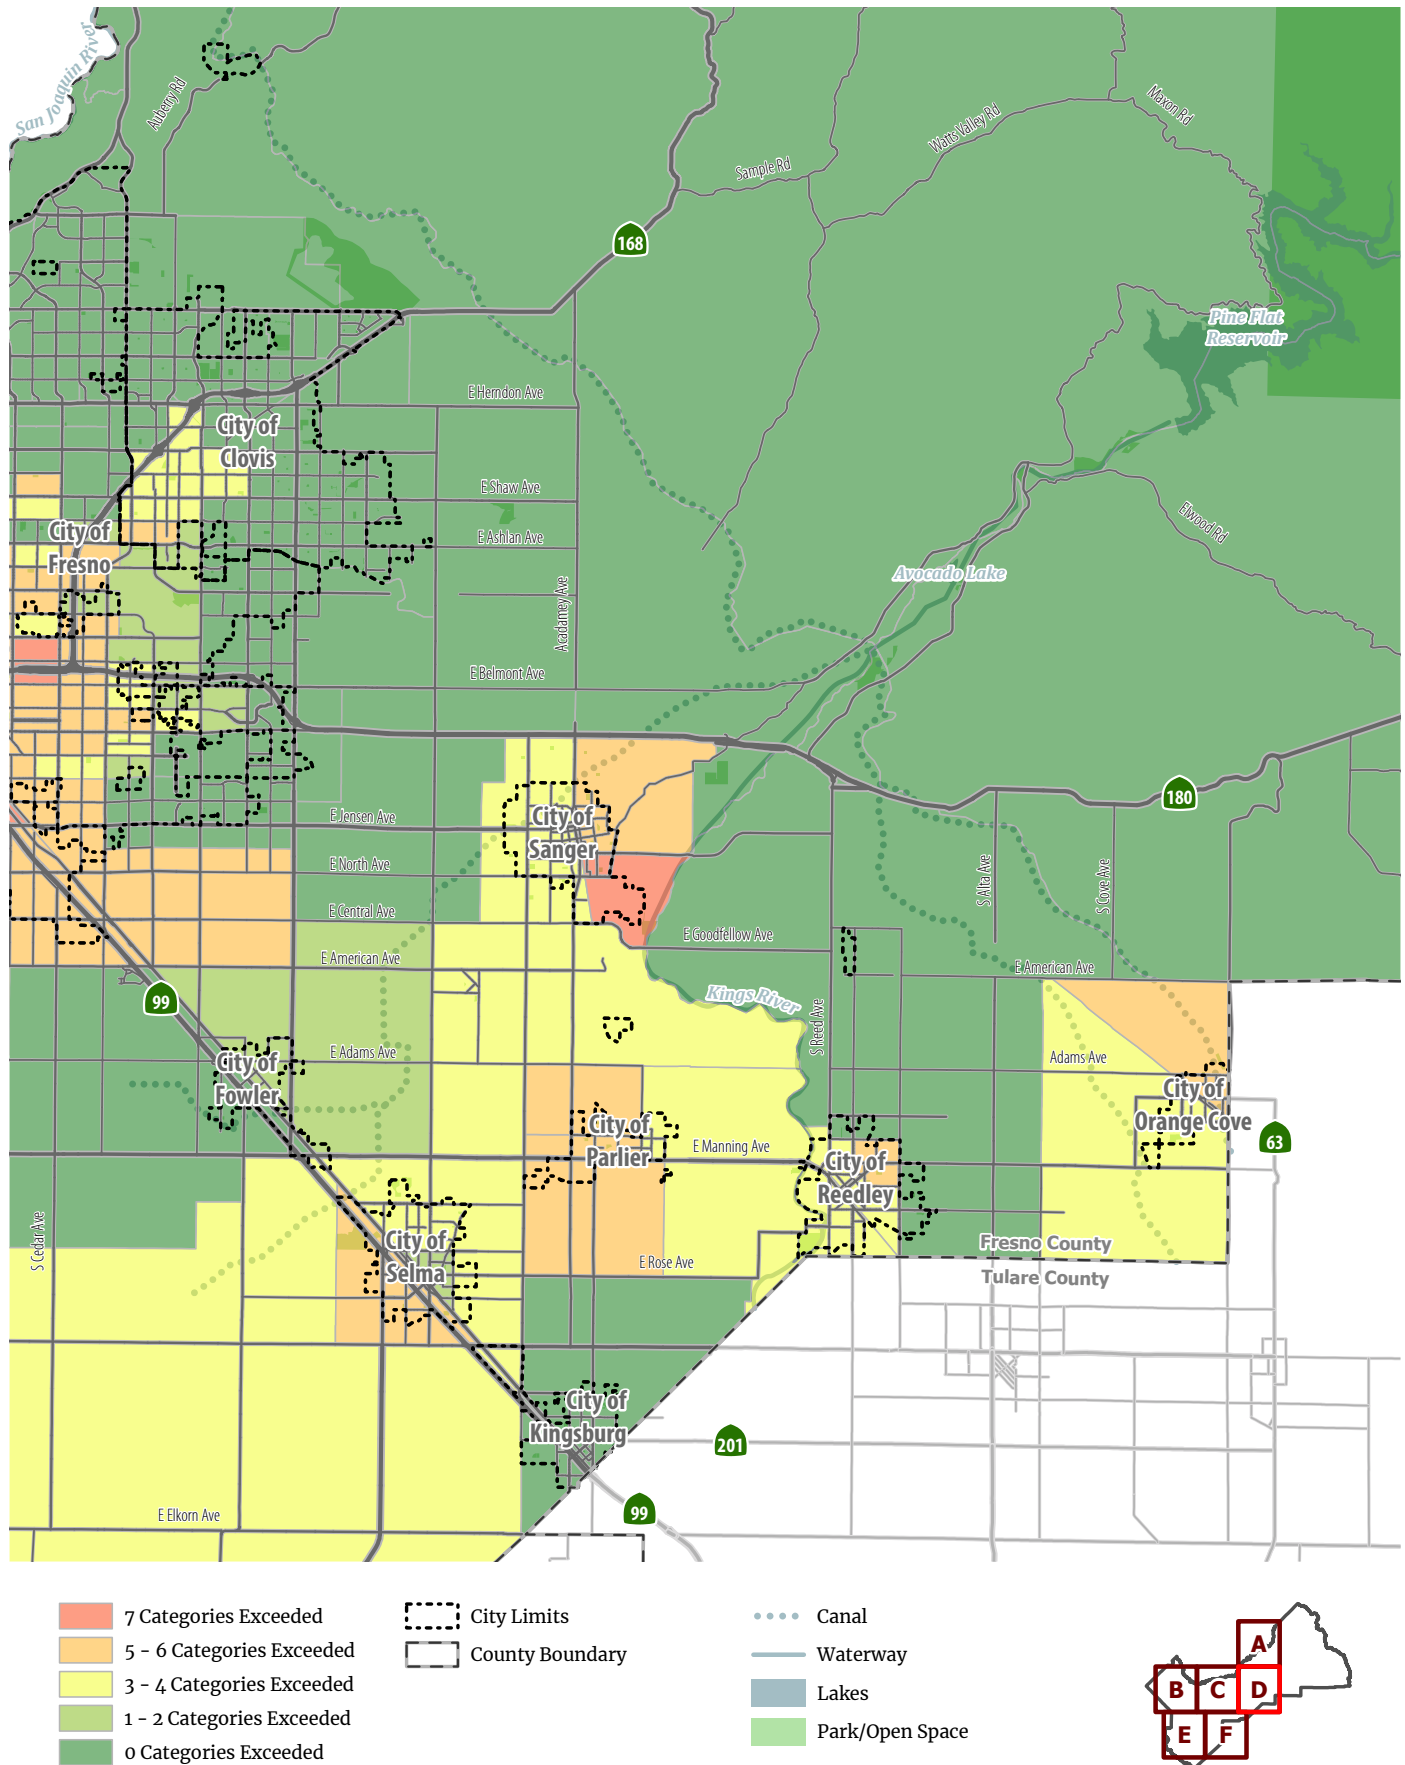 San Joaquin River
Auberry Rd
Maxon Rd
Watts Valley Rd
Sample Rd
168
Pine Flat
Reservoir
E Herndon Ave
City of
Clovis
E Shaw Ave
City of
Fresno
E Ashlan Ave
Elwood Rd
Avocado Lake
Acadamey Ave
E Belmont Ave
180
E Jensen Ave
City of
Sanger
E North Ave
S Alta Ave
S Cove Ave
E Central Ave
E Goodfellow Ave
E American Ave
E American Ave
99
Kings River
S Reed Ave
E Adams Ave
Adams Ave
City of
Fowler
City of
Orange Cove
City of
Parlier
E Manning Ave
63
City of
Reedley
S Cedar Ave
City of
Selma
E Rose Ave
Fresno County
Tulare County
City of
Kingsburg
201
E Elkorn Ave
99
7 Categories Exceeded
5 - 6 Categories Exceeded
3 - 4 Categories Exceeded
1 - 2 Categories Exceeded
0 Categories Exceeded
City Limits
County Boundary
Canal
Waterway
Lakes
Park/Open Space
A
B
C
D
E
F